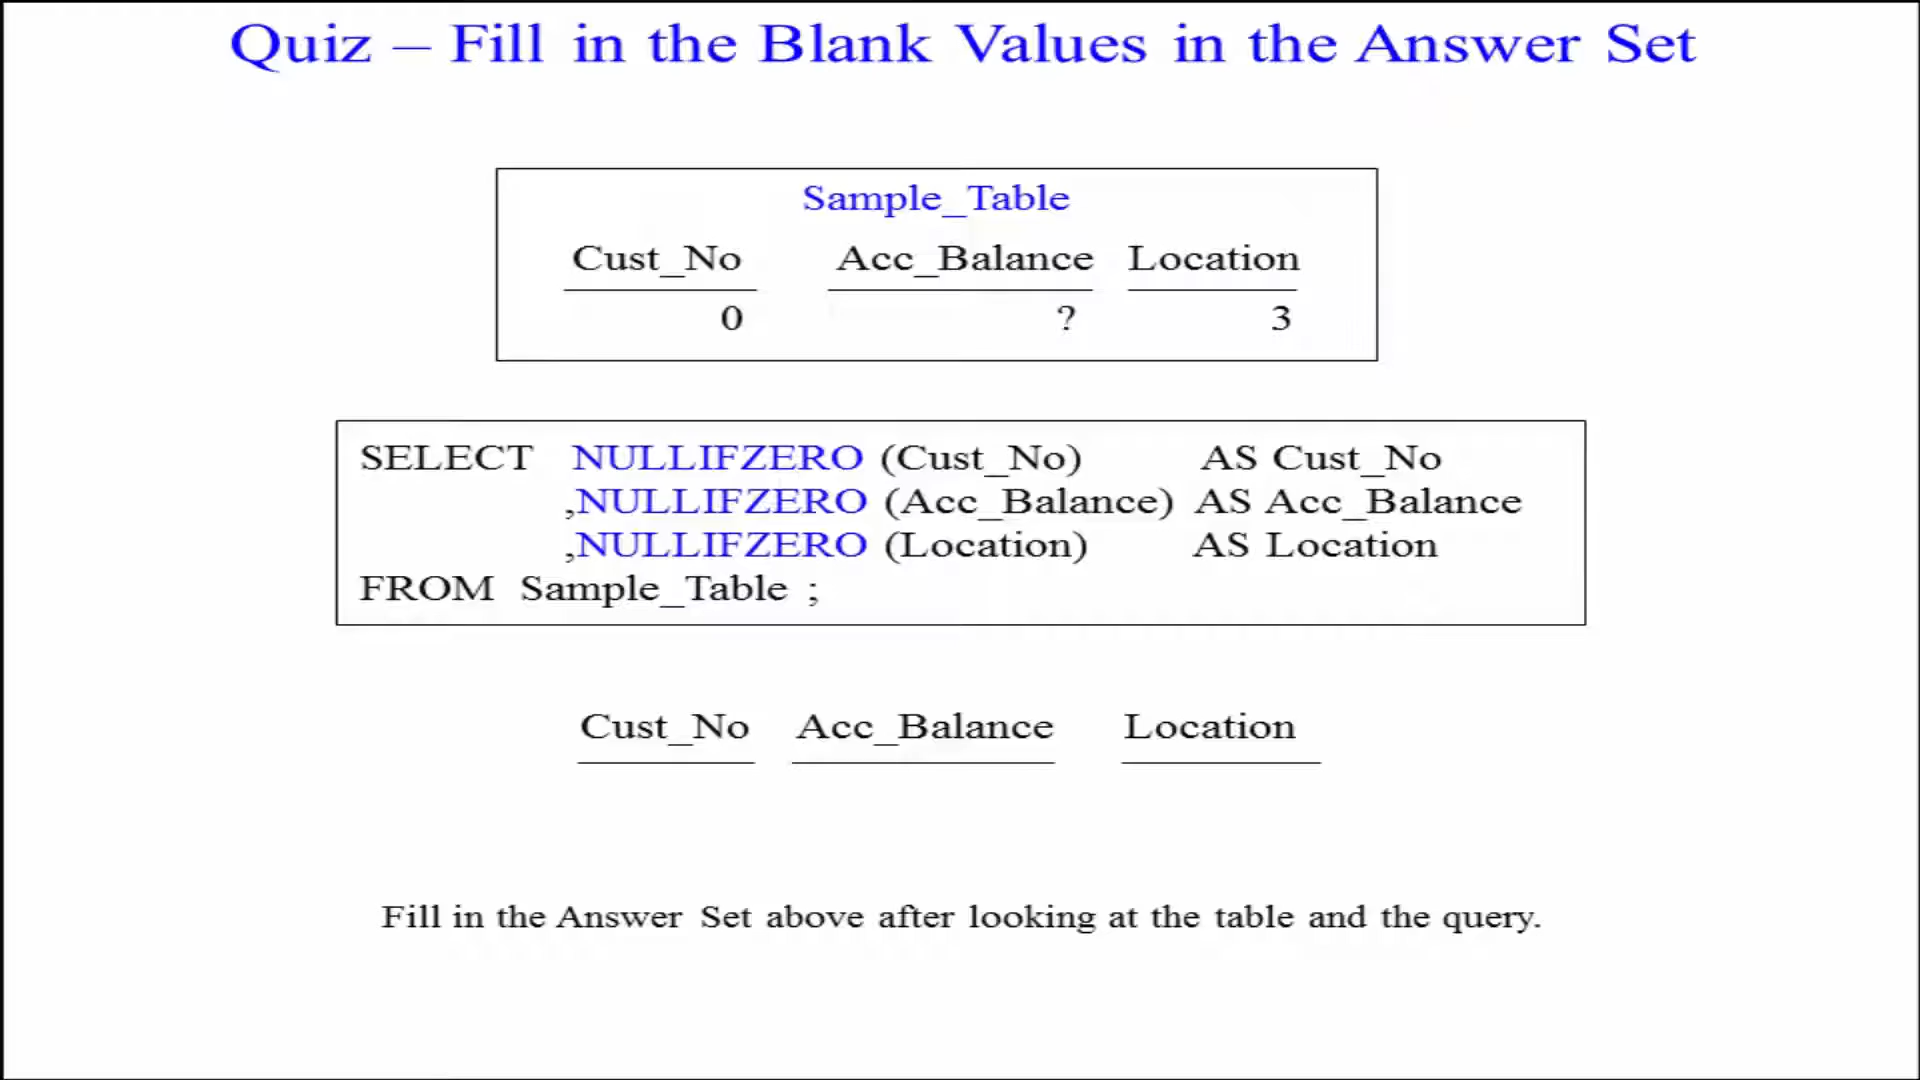 Quiz – Fill in the Blank Values in the Answer Set
Sample_Table
Cust_No Acc_Balance Location
0 ? 3
SELECT NULLIFZERO (Cust_No) AS Cust_No
,NULLIFZERO (Acc_Balance) AS Acc_Balance
,NULLIFZERO (Location) AS Location
FROM Sample_Table ;
Cust_No Acc_Balance Location
Fill in the Answer Set above after looking at the table and the query.